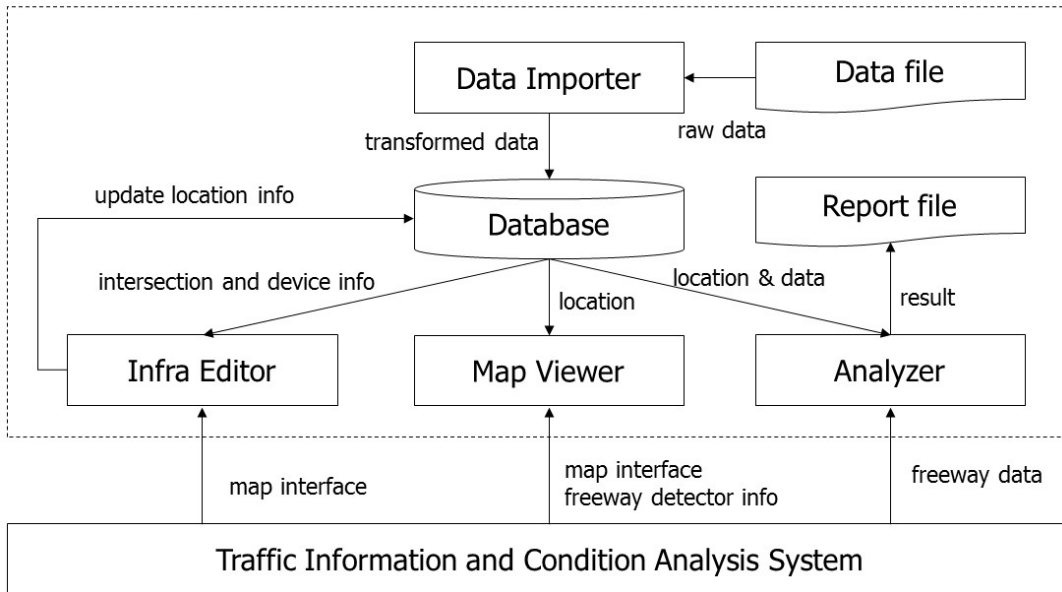 Data Importer
Data file
raw data
transformed data
update location info
Database
Report file
intersection and device info
location
location & data
result
Infra Editor
Map Viewer
Analyzer
map interface
map interface
freeway detector info
freeway data
Traffic Information and Condition Analysis System